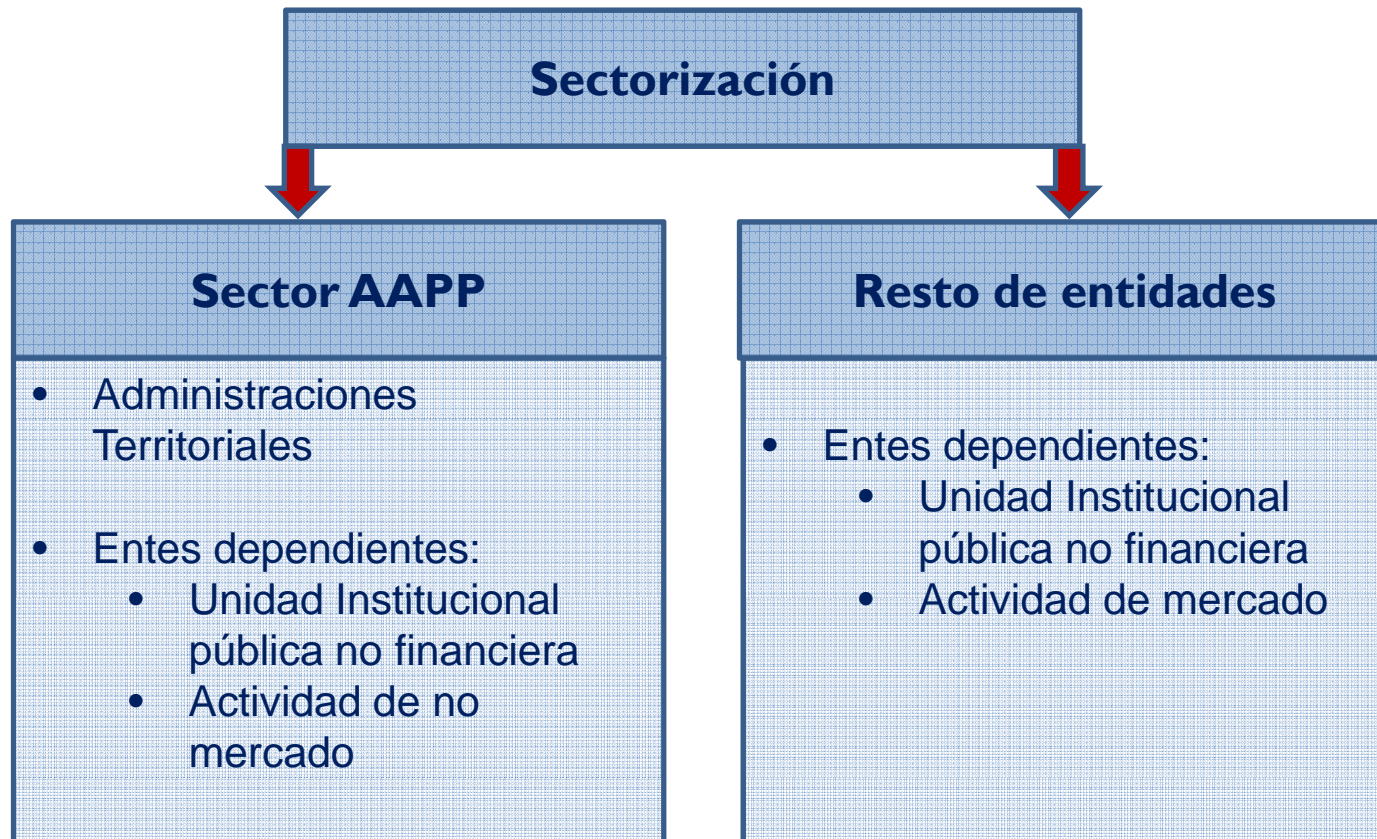 Sectorización
Sector AAPP
• Administraciones
Territoriales
• Entes dependientes:
• Unidad Institucional
pública no financiera
• Actividad de no
mercado
Resto de entidades
• Entes dependientes:
• Unidad Institucional
pública no financiera
• Actividad de mercado